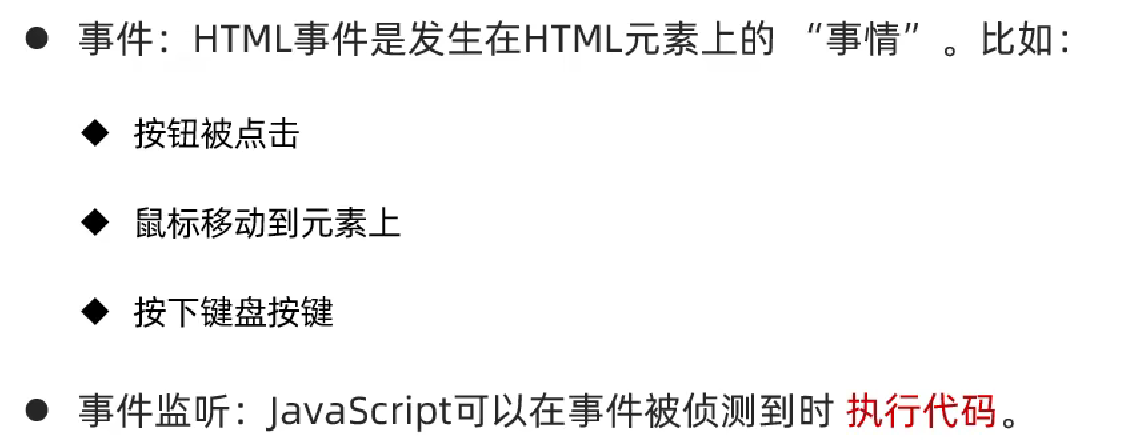 ● 事件：HTML事件是发生在HTML元素上的 “事情” 。比如：
◆ 按钮被点击
◆ 鼠标移动到元素上
◆ 按下键盘按键
● 事件监听：JavaScript可以在事件被侦测到时 执行代码。